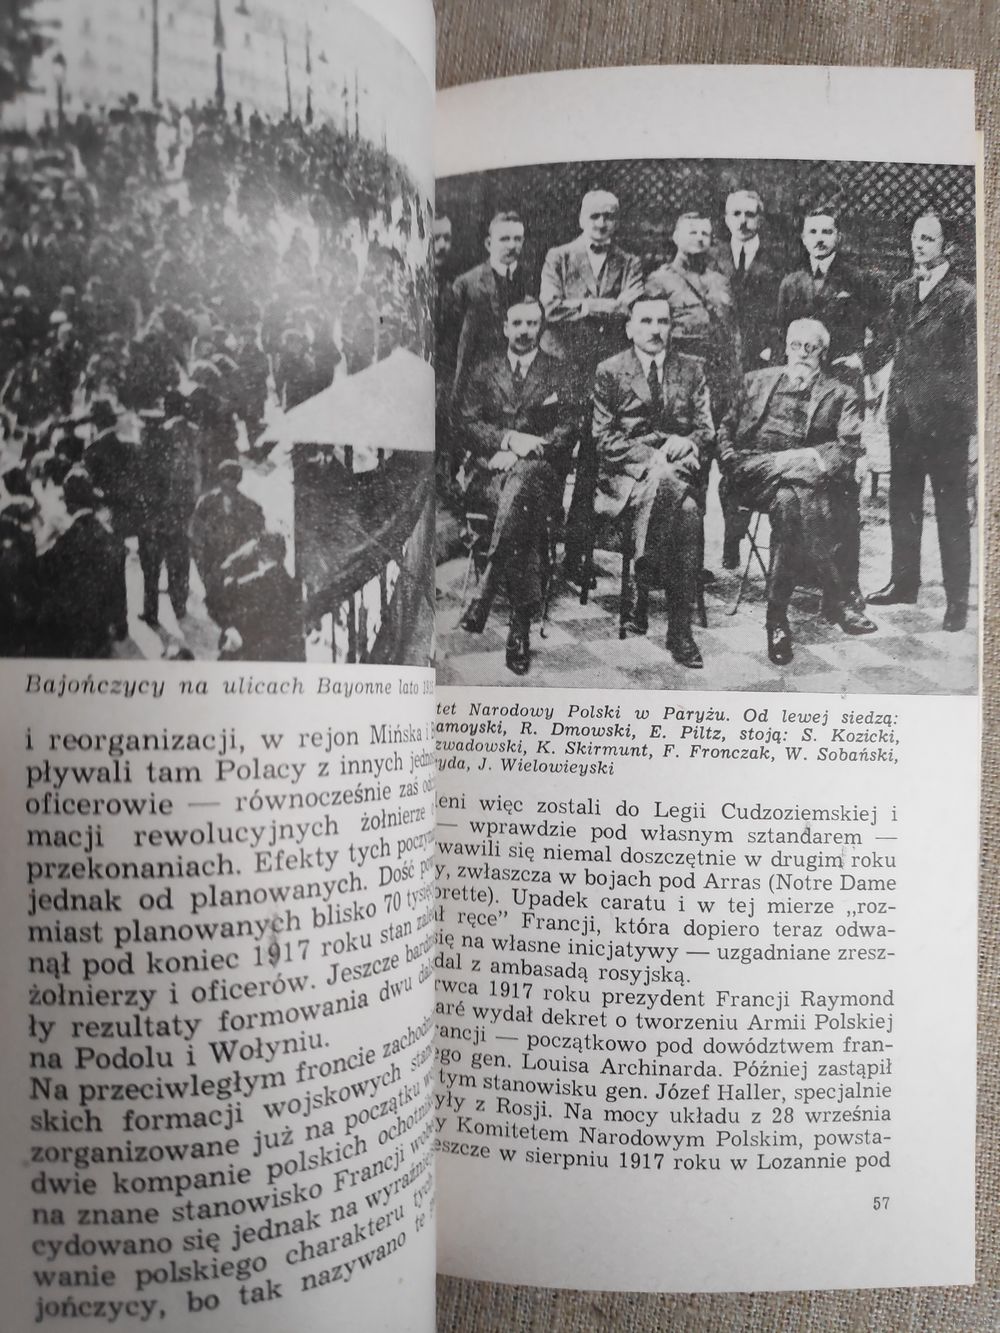 Bajończycy na ulicach Bayonne lato
i reorganizacji, w rejon Mińska i
pływali tam Polacy z innych
oficerowie — równocześnie zaś
macji rewolucyjnych żołnierze
przekonaniach. Efekty tych
jednak od planowanych. Dość
miast planowanych blisko 70
nął pod koniec 1917 roku stan
żołnierzy i oficerów. Jeszcze
ły rezultaty formowania dwu
na Podolu i Wołyniu.
Na przeciwległym froncie
skich formacji wojskowych
zorganizowane już na początku
dwie kompanie polskich
na znane stanowisko Francji
cydowano się jednak na
wanie polskiego charakteru
jończycy, bo tak nazywano te
tet Narodowy Polski w Paryżu. Od lewej siedzą:
amoyski, R. Dmowski, E. Piltz, stoją: S. Kozicki,
zwadowski, K. Skirmunt, F. Fronczak, W. Sobański,
yda, J. Wielowieyski
leni więc zostali do Legii Cudzoziemskiej i
— wprawdzie pod własnym sztandarem —
wawili się niemal doszczętnie w drugim roku
y, zwłaszcza w bojach pod Arras (Notre Dame
orette). Upadek caratu i w tej mierze „roz-
ał ręce” Francji, która dopiero teraz odwa-
się na własne inicjatywy — uzgadniane zresz-
dal z ambasadą rosyjską.
rwca 1917 roku prezydent Francji Raymond
aré wydał dekret o tworzeniu Armii Polskiej
rancji — początkowo pod dowództwem fran-
ego gen. Louisa Archinarda. Później zastąpił
tym stanowisku gen. Józef Haller, specjalnie
yły z Rosji. Na mocy układu z 28 września
y Komitetem Narodowym Polskim, powsta-
eszcze w sierpniu 1917 roku w Lozannie pod
57